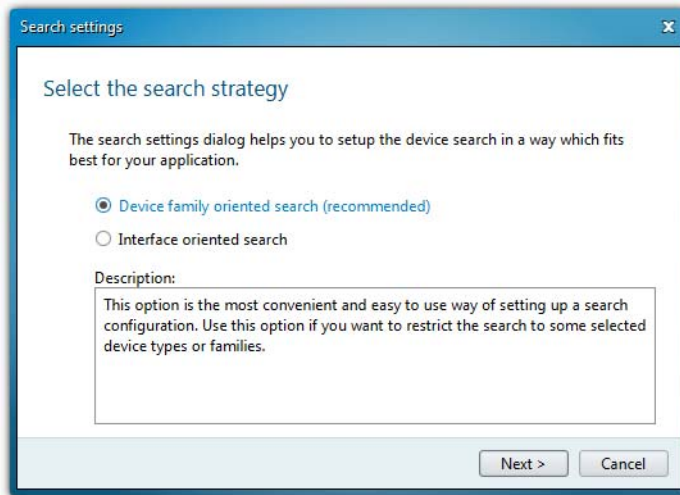 Search settings
Select the search strategy
The search settings dialog helps you to setup the device search in a way which fits
best for your application.
Device family oriented search (recommended)
Interface oriented search
Description:
This option is the most convenient and easy to use way of setting up a search
configuration. Use this option if you want to restrict the search to some selected
device types or families.
Next >
Cancel